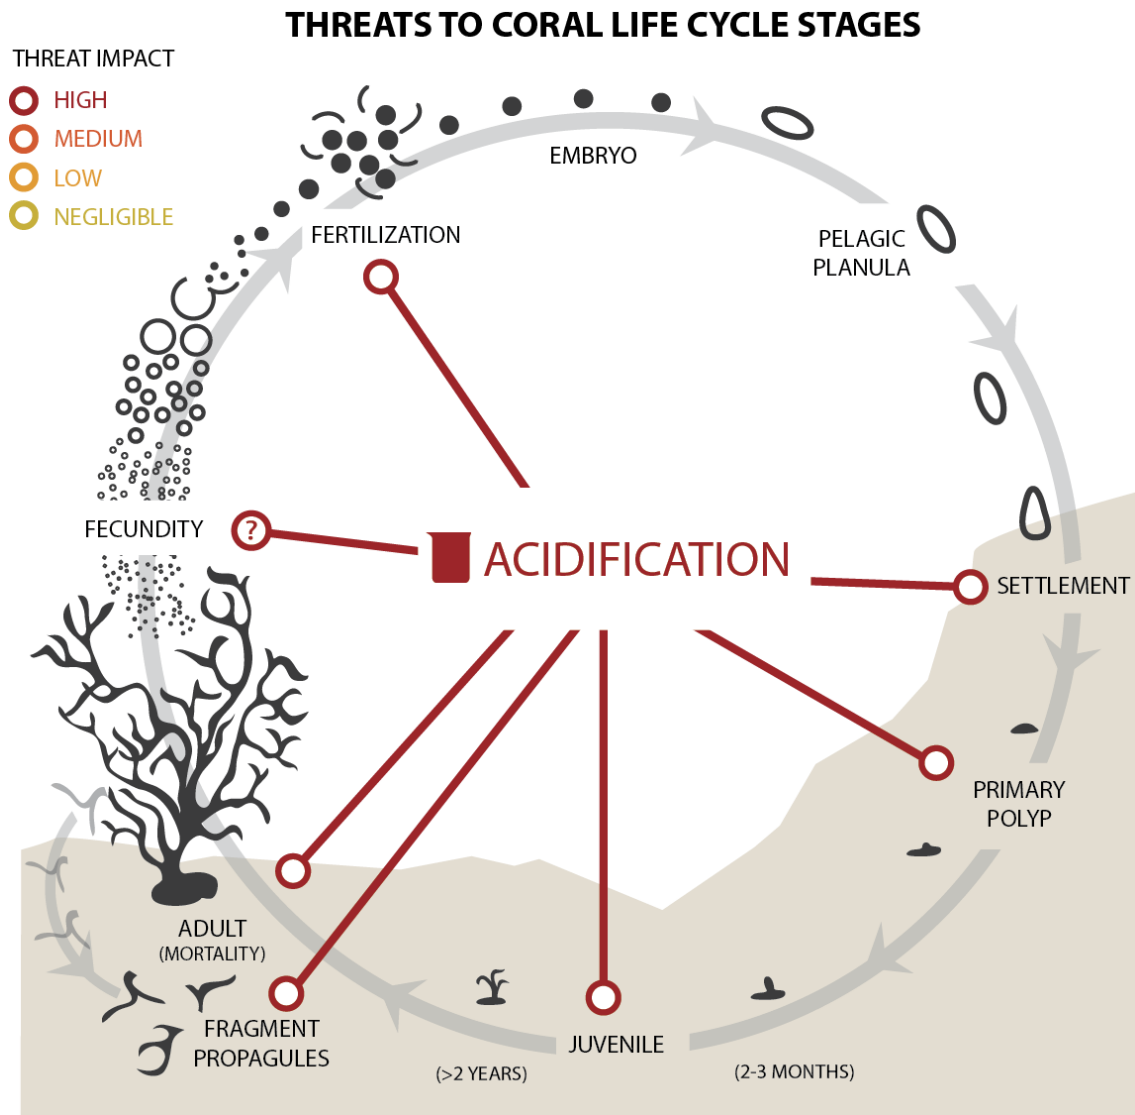 THREATS TO CORAL LIFE CYCLE STAGES
THREAT IMPACT
HIGH
MEDIUM
LOW
NEGLIGIBLE
EMBRYO
FERTILIZATION
PELAGIC
PLANULA
FECUNDITY
?
ACIDIFICATION
SETTLEMENT
PRIMARY
POLYP
ADULT
(MORTALITY)
FRAGMENT
PROPAGULES
JUVENILE
(>2 YEARS)
(2-3 MONTHS)